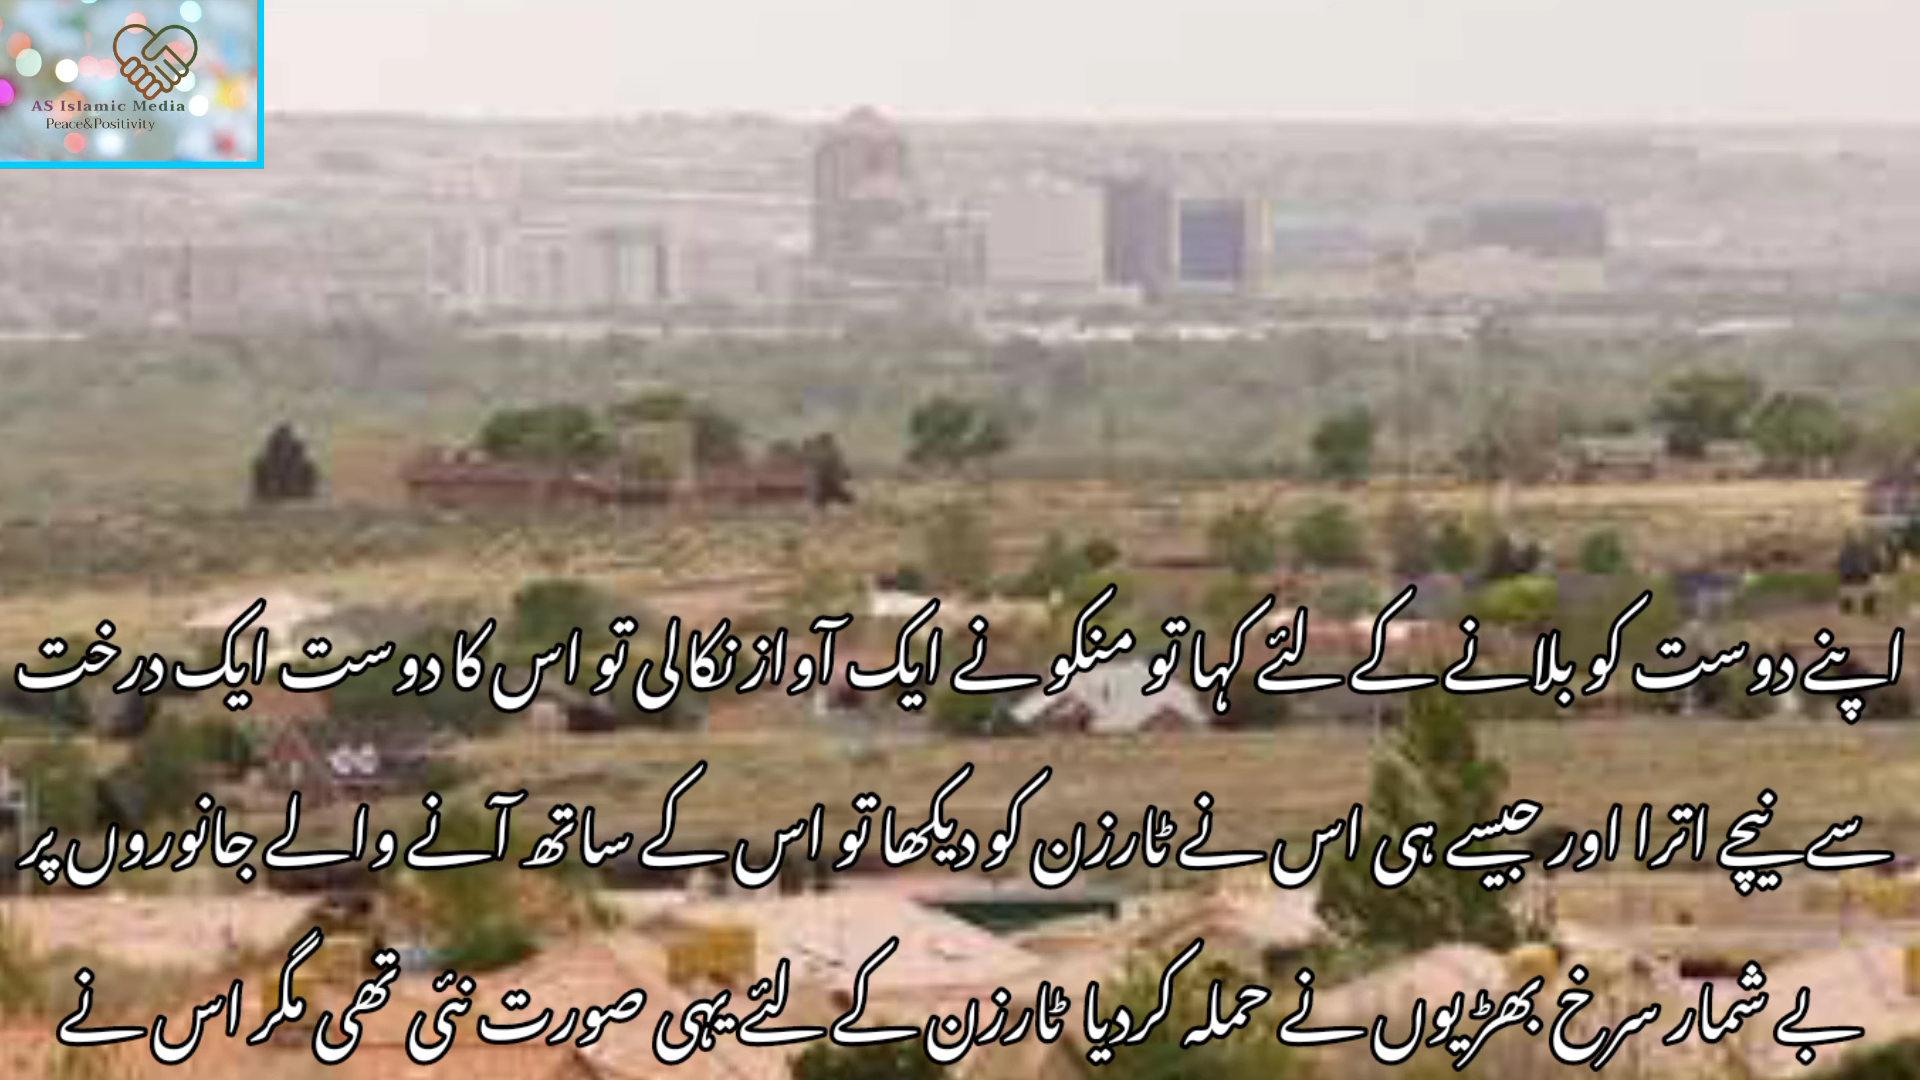 AS Islamic Media
Peace&Positivity
اپنے دوست کو بلانے کے لئے کہا تو منکو نے ایک آواز نکالی تو اس کا دوست ایک درخت
سے نیچے اترا اور جیسے ہی اس نے ٹارزن کو دیکھا تو اس کے ساتھ آنے والے جانوروں پر
بے شمار سرخ بھڑیوں نے حملہ کردیا ٹارزن کے لئے یہی صورت نئی تھی مگر اس نے